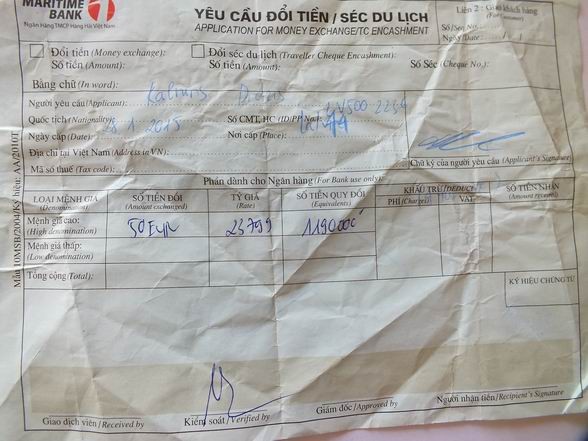 MARITIME BANK
Ngân hàng TMCP Hàng Hải Việt Nam
YÊU CẦU ĐỔI TIỀN / SÉC DU LỊCH
APPLICATION FOR MONEY EXCHANGE/TC ENCASHMENT
Liên 2: Giao khách hàng
Số/Ser.No:
Ngày/Date:
Đổi tiền (Money exchange):
Số tiền (Amount):
Đổi séc du lịch (Traveller Cheque Encashment):
Số tiền (Amount):
Số Séc (Cheque No.):
Bằng chữ (In word):
Người yêu cầu(Applicant):
Quốc tịch (Nationality)
Số CMT, HC (ID/PP No.)
Ngày cấp (Date): 28 1 2015
Nơi cấp (Place):
Địa chỉ tại Việt Nam (Address in VN):
Mã số thuế (Tax code):
Chữ ký của người yêu cầu (Applicant's Signature)
Phần dành cho Ngân hàng (For Bank use only):
LOẠI MỆNH GIÁ (Denomination)
SỐ TIỀN ĐỔI (Amount exchanged)
TỶ GIÁ (Rate)
SỐ TIỀN QUY ĐỔI (Equivalents)
KHẤU TRỪ/DEDUCT
PHÍ (Charges)
VAT
SỐ TIỀN NHẬN (Amount received)
Mệnh giá cao: (High denomination) 50 EUR 23799
Mệnh giá thấp: (Low denomination)
Tổng cộng (Total):
KÝ HIỆU CHỨNG TỪ
Giao dịch viên /Received by
Kiểm soát /Verified by
Giám đốc /Approved by
Người nhận tiền /Recipient's Signature